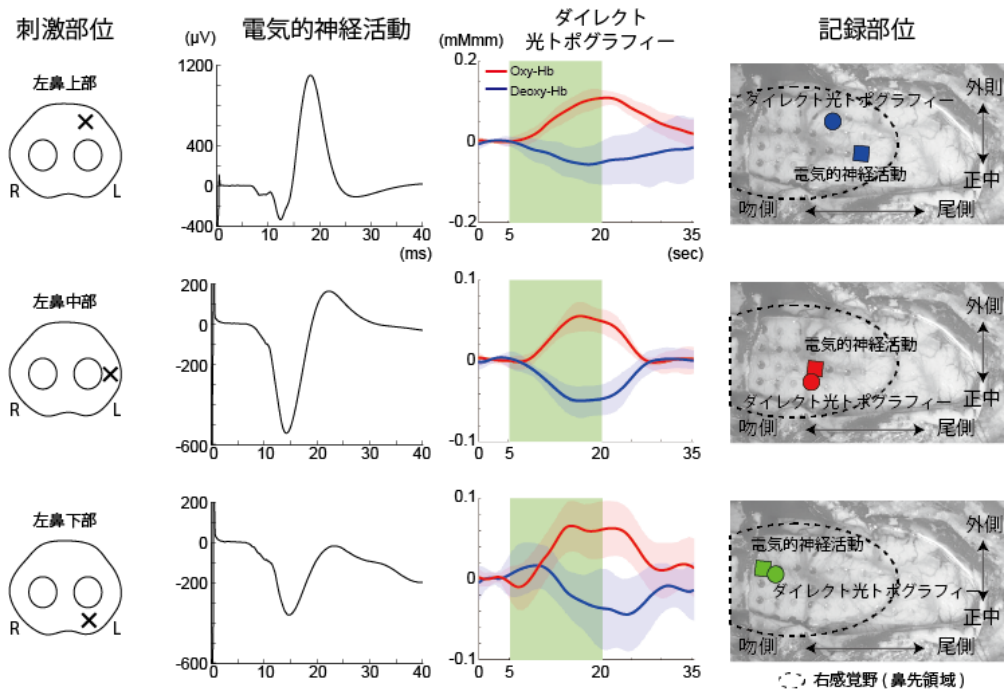 刺激部位
電気的神経活動
ダイレクト
光トポグラフィー
記録部位
左鼻上部
R
L
(μV)
1200
800
400
0
-400
0
10
20
30
40
(ms)
(mMmm)
0.2
0
-0.2
Oxy-Hb
Deoxy-Hb
0
5
20
35
(sec)
ダイレクト光トポグラフィー
電気的神経活動
外則
正中
吻側
尾側
左鼻中部
R
L
200
0
-200
-600
0
10
20
30
40
0.1
0
-0.1
0
5
20
35
電気的神経活動
ダイレクト光トポグラフィー
外側
正中
吻側
尾側
左鼻下部
R
L
200
0
-200
-600
0
10
20
30
40
0.1
0
-0.1
0
5
20
35
電気的神経活動
ダイレクト光トポグラフィー
外側
正中
吻側
尾側
右感覚野(鼻先領域)